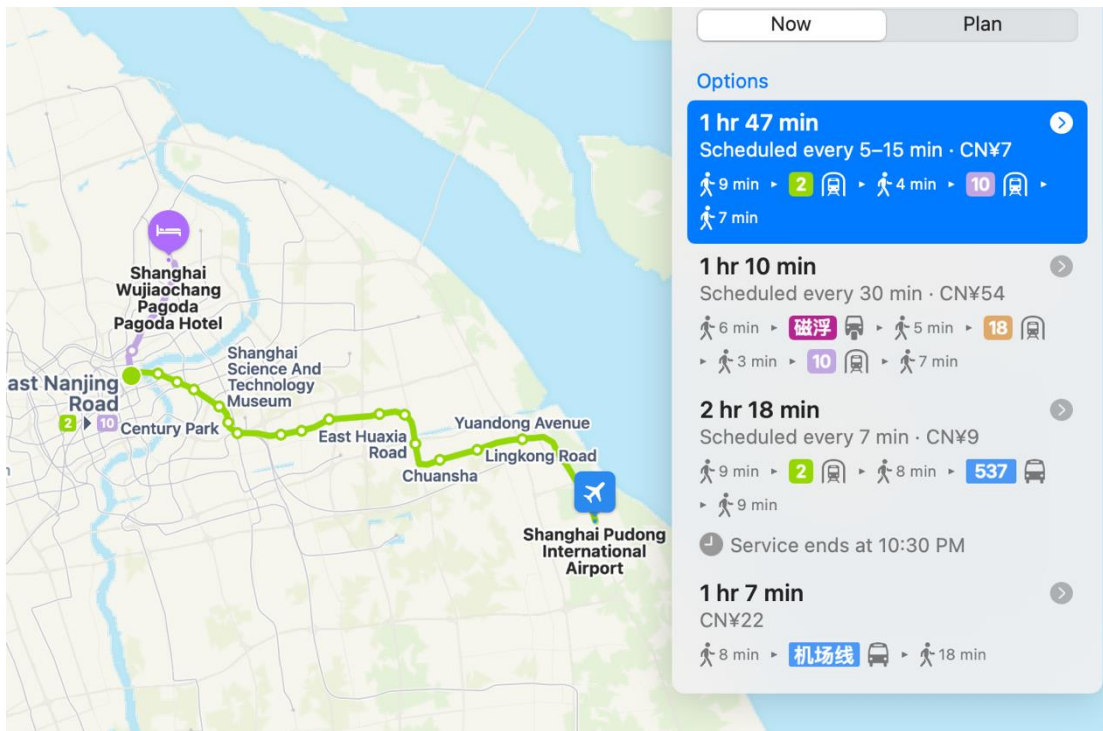 Shanghai
Wujiaochang
Pagoda
Pagoda Hotel
ast Nanjing
Road
2 10
Shanghai
Science And
Technology
Museum
Century Park
East Huaxia
Road
Chuansha
Yuandong Avenue
Lingkong Road
Shanghai Pudong
International
Airport
Now Plan
Options
1 hr 47 min
Scheduled every 5–15 min · CN¥7
9 min 2 4 min 10
7 min
1 hr 10 min
Scheduled every 30 min · CN¥54
6 min 磁浮 5 min 18
3 min 10 7 min
2 hr 18 min
Scheduled every 7 min · CN¥9
9 min 2 8 min 537
9 min
Service ends at 10:30 PM
1 hr 7 min
CN¥22
8 min 机场线 18 min